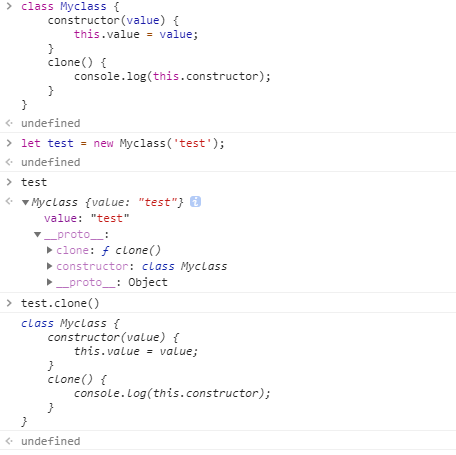 > class Myclass {
    constructor(value) {
        this.value = value;
    }
    clone() {
        console.log(this.constructor);
    }
}
undefined
> let test = new Myclass('test');
undefined
> test
▼Myclass {value: "test"} i
value: "test"
▼__proto__:
▶clone: ƒ clone()
▶constructor: class Myclass
▶__proto__: Object
> test.clone()
class Myclass {
    constructor(value) {
        this.value = value;
    }
    clone() {
        console.log(this.constructor);
    }
}
undefined